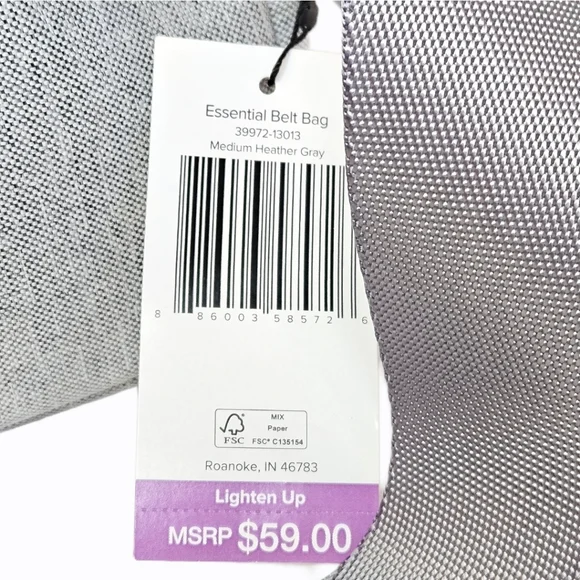 Essential Belt Bag
39972-13013
Medium Heather Gray
8 86003 58572 6
MIX
Paper
FSC® C135154
FSC
Roanoke, IN 46783
Lighten Up
MSRP $59.00